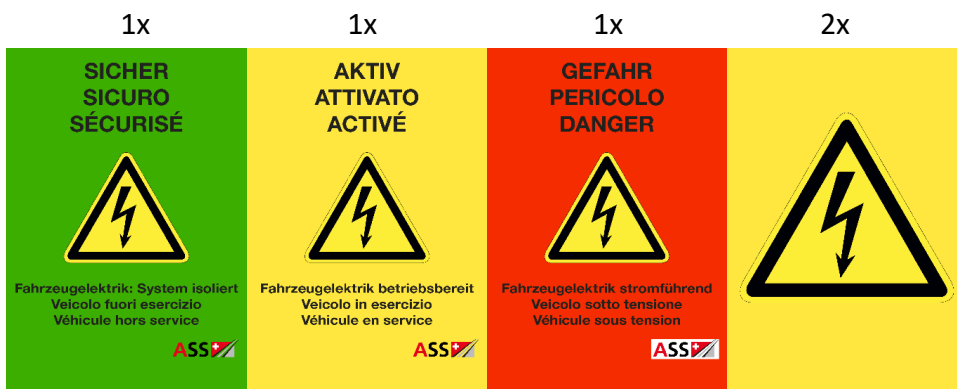 1x
1x
1x
2x
SICHER
SICURO
SÉCURISÉ
Fahrzeugelektrik: System isoliert
Veicolo fuori esercizio
Véhicule hors service
ASS
AKTIV
ATTIVATO
ACTIVÉ
Fahrzeugelektrik betriebsbereit
Veicolo in esercizio
Véhicule en service
ASS
GEFAHR
PERICOLO
DANGER
Fahrzeugelektrik stromführend
Veicolo sotto tensione
Véhicule sous tension
ASS